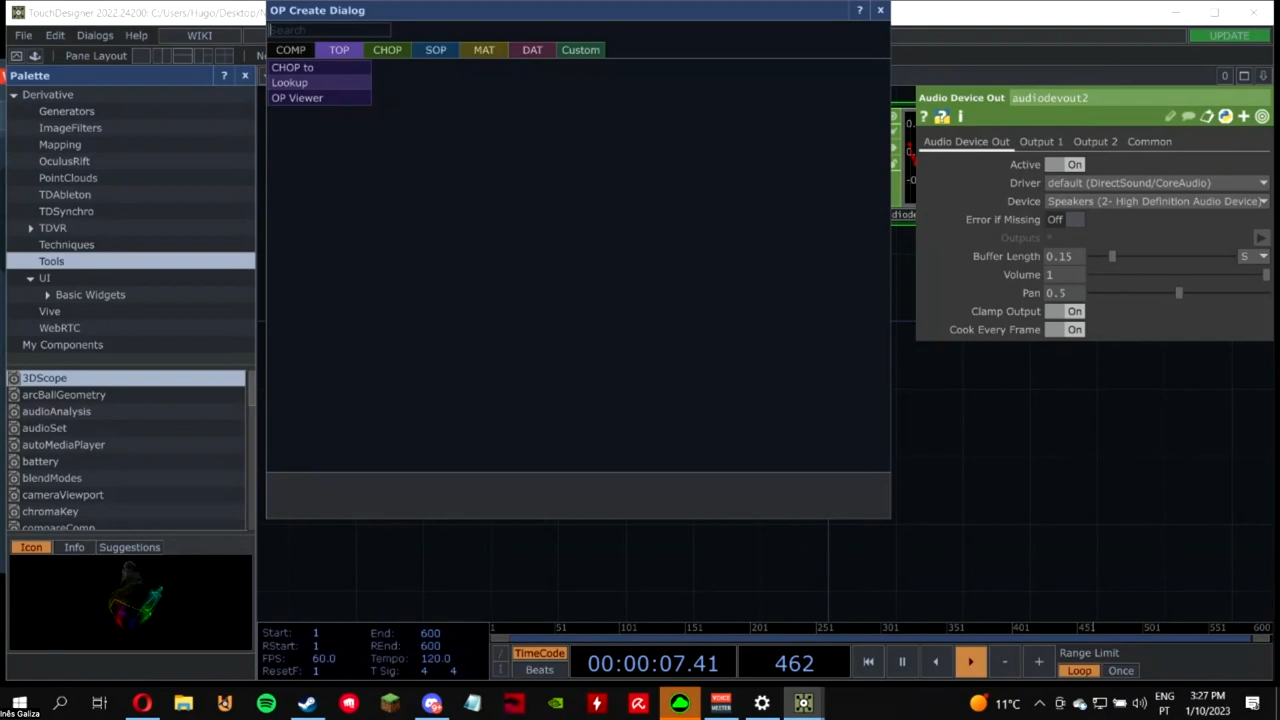 TouchDesigner 2022.24200: C:/Users/Hugo/Desktop/N
File Edit Dialogs Help WIKI
Pane Layout
Palette ? x
Derivative
Generators
ImageFilters
Mapping
OculusRift
PointClouds
TDAbleton
TDSynchro
TDVR
Techniques
Tools
UI
Basic Widgets
Vive
WebRTC
My Components
3DScope
arcBallGeometry
audioAnalysis
audioSet
autoMediaPlayer
battery
blendModes
cameraViewport
chromaKey
compareComp
Icon Info Suggestions
OP Create Dialog ? x
Search
COMP TOP CHOP SOP MAT DAT Custom
CHOP to
Lookup
OP Viewer
UPDATE
0
Audio Device Out audiodevout2
? i
Audio Device Out Output 1 Output 2 Common
Active On
Driver default (DirectSound/CoreAudio)
Device Speakers (2- High Definition Audio Device)
Error if Missing Off
Outputs
Buffer Length 0.15 S
Volume 1
Pan 0.5
Clamp Output On
Cook Every Frame On
Start: 1 End: 600
RStart: 1 REnd: 600
FPS: 60.0 Tempo: 120.0
ResetF: 1 T Sig: 4 4
1 51 101 151 201 251 301 351 401 451 501 551 600
TimeCode
Beats
00:00:07.41 462
Range Limit
Loop Once
11°C
ENG
PT
3:27 PM
1/10/2023
Inês Galiza
VOICE
MEETER